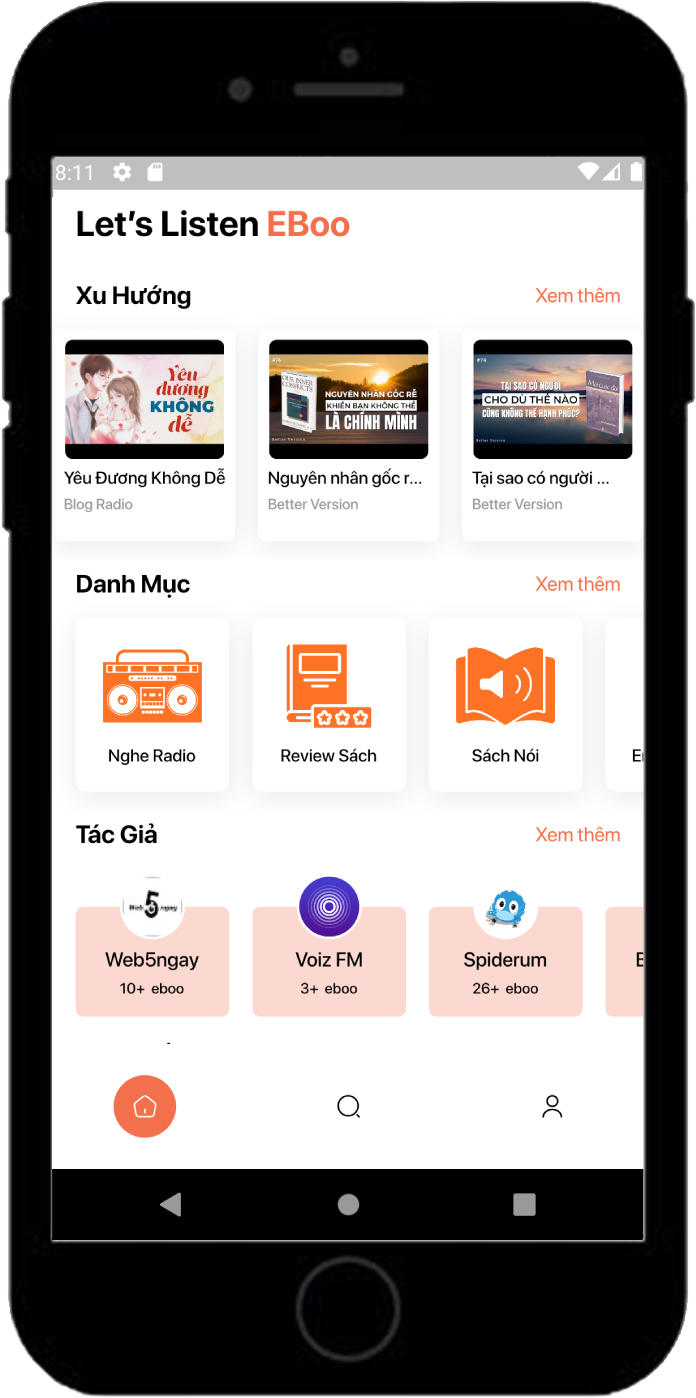 8:11
Let's Listen EBoo
Xu Hướng
Xem thêm
Yêu
đương
KHÔNG
dễ
#76
OUR INNER
CONFLICTS
NGUYÊN NHÂN GỐC RỄ
KHIẾN BẠN KHÔNG THỂ
LÀ CHÍNH MÌNH
Better Version
#74
TẠI SAO CÓ NGƯỜI
CHO DÙ THẾ NÀO
CŨNG KHÔNG THỂ HẠNH PHÚC?
Better Version
Yêu Đương Không Dễ
Blog Radio
Nguyên nhân gốc r...
Better Version
Tại sao có người ...
Better Version
Danh Mục
Xem thêm
Nghe Radio
Review Sách
Sách Nói
Tác Giả
Xem thêm
Web 5 ngay
Web5ngay
10+ eboo
Voiz FM
3+ eboo
Spiderum
26+ eboo